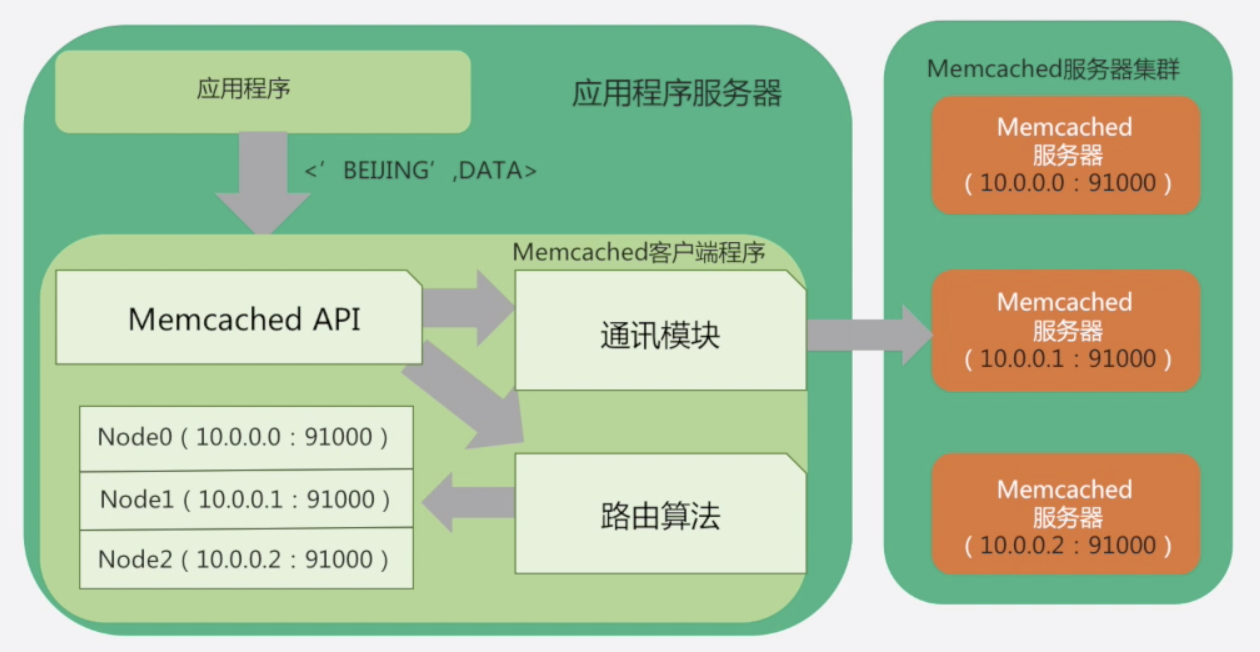 应用程序
应用程序服务器
<’ BEIJING’ ,DATA>
Memcached客户端程序
Memcached API
通讯模块
Node0 ( 10.0.0.0 : 91000 )
Node1 ( 10.0.0.1 : 91000 )
Node2 ( 10.0.0.2 : 91000 )
路由算法
Memcached服务器集群
Memcached
服务器
( 10.0.0.0 : 91000 )
Memcached
服务器
( 10.0.0.1 : 91000 )
Memcached
服务器
( 10.0.0.2 : 91000 )